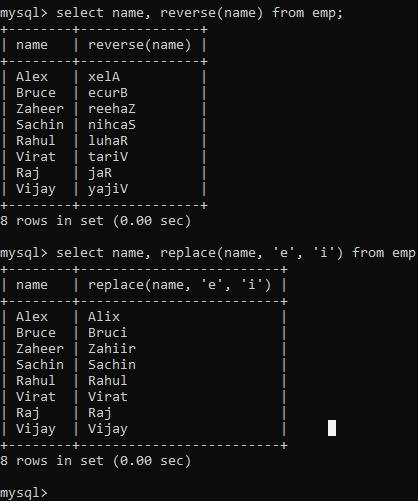 mysql> select name, reverse(name) from emp;
+--------+---------------+
| name   | reverse(name) |
+--------+---------------+
| Alex   | xelA          |
| Bruce  | ecurB         |
| Zaheer | reehaZ        |
| Sachin | nihcaS        |
| Rahul  | luhaR         |
| Virat  | tariV         |
| Raj    | jaR           |
| Vijay  | yajiV         |
+--------+---------------+
8 rows in set (0.00 sec)

mysql> select name, replace(name, 'e', 'i') from emp
+--------+-------------------------+
| name   | replace(name, 'e', 'i') |
+--------+-------------------------+
| Alex   | Alix                    |
| Bruce  | Bruci                   |
| Zaheer | Zahiir                  |
| Sachin | Sachin                  |
| Rahul  | Rahul                   |
| Virat  | Virat                   |
| Raj    | Raj                     |
| Vijay  | Vijay                   |
+--------+-------------------------+
8 rows in set (0.00 sec)

mysql>